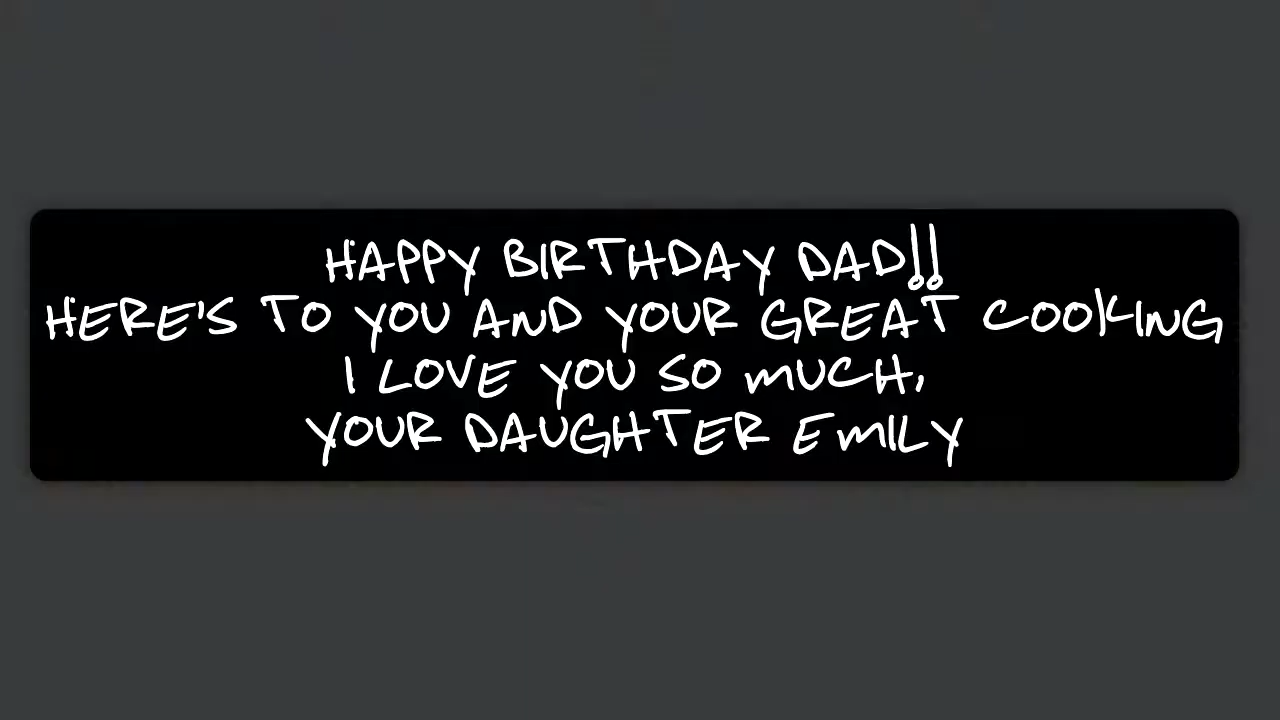 HAPPY BIRTHDAY DAD!!
HERE'S TO YOU AND YOUR GREAT COOKING
I LOVE YOU SO MUCH,
YOUR DAUGHTER EMILY